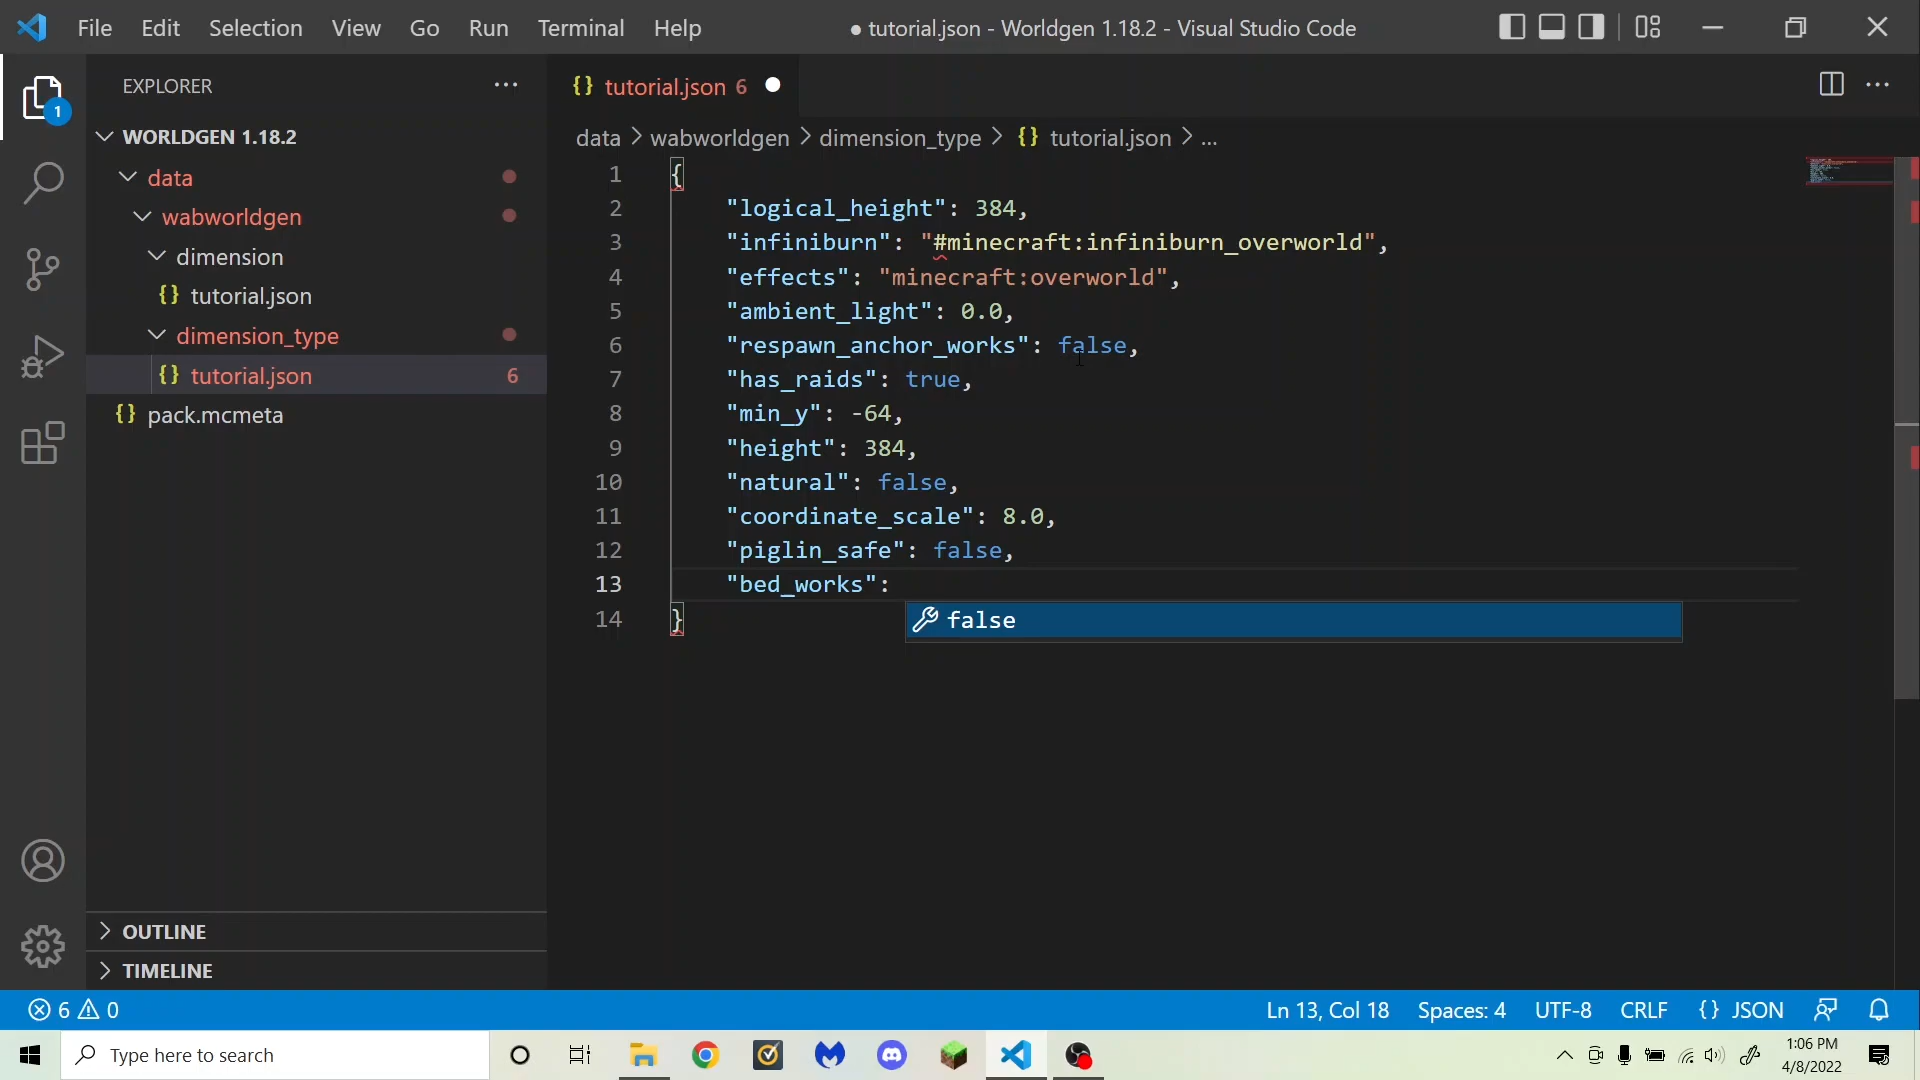 File Edit Selection View Go Run Terminal Help
● tutorial.json - Worldgen 1.18.2 - Visual Studio Code
1
EXPLORER
WORLDGEN 1.18.2
data
wabworldgen
dimension
{} tutorial.json
dimension_type
{} tutorial.json 6
{} pack.mcmeta
OUTLINE
TIMELINE
{} tutorial.json 6
data > wabworldgen > dimension_type > {} tutorial.json > ...
1 {
2 "logical_height": 384,
3 "infiniburn": "#minecraft:infiniburn_overworld",
4 "effects": "minecraft:overworld",
5 "ambient_light": 0.0,
6 "respawn_anchor_works": false,
7 "has_raids": true,
8 "min_y": -64,
9 "height": 384,
10 "natural": false,
11 "coordinate_scale": 8.0,
12 "piglin_safe": false,
13 "bed_works":
14 }
false
6 0
Ln 13, Col 18 Spaces: 4 UTF-8 CRLF {} JSON
Type here to search
1:06 PM
4/8/2022